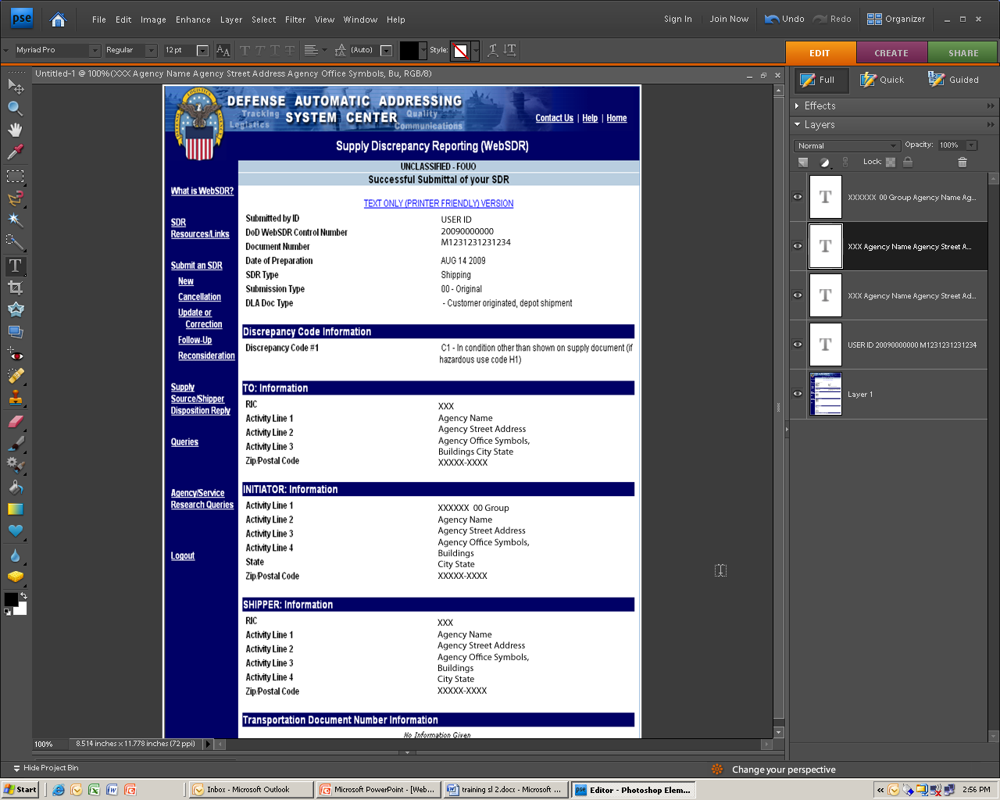 pse File Edit Image Enhance Layer Select Filter View Window Help Sign In Join Now Undo Redo Organizer
Myriad Pro Regular 12 pt (Auto) Style: EDIT CREATE SHARE
Untitled-1 @ 100%(XXX Agency Name Agency Street Address Agency Office Symbols, Bu, RGB/8)
Full Quick Guided
Effects
Layers
Normal Opacity: 100%
Lock:
XXXXXX 00 Group Agency Name Ag...
XXX Agency Name Agency Street A...
XXX Agency Name Agency Street Ad...
USER ID 20090000000 M1231231231234
Layer 1
DEFENSE AUTOMATIC ADDRESSING
SYSTEM CENTER
Tracking Quality
Logistics Communications
Contact Us | Help | Home
Supply Discrepancy Reporting (WebSDR)
UNCLASSIFIED - FOUO
Successful Submittal of your SDR
TEXT ONLY (PRINTER FRIENDLY) VERSION
What is WebSDR?
SDR
Resources/Links
Submit an SDR
New
Cancellation
Update or
Correction
Follow-Up
Reconsideration
Supply
Source/Shipper
Disposition Reply
Queries
Agency/Service
Research Queries
Logout
Submitted by ID USER ID
DoD WebSDR Control Number 20090000000
Document Number M1231231231234
Date of Preparation AUG 14 2009
SDR Type Shipping
Submission Type 00 - Original
DLA Doc Type - Customer originated, depot shipment
Discrepancy Code Information
Discrepancy Code #1 C1 - In condition other than shown on supply document (if
hazardous use code H1)
TO: Information
RIC XXX
Activity Line 1 Agency Name
Activity Line 2 Agency Street Address
Activity Line 3 Agency Office Symbols,
Buildings City State
Zip/Postal Code XXXXX-XXXX
INITIATOR: Information
Activity Line 1 XXXXXX 00 Group
Activity Line 2 Agency Name
Activity Line 3 Agency Street Address
Activity Line 4 Agency Office Symbols,
Buildings
State City State
Zip/Postal Code XXXXX-XXXX
SHIPPER: Information
RIC XXX
Activity Line 1 Agency Name
Activity Line 2 Agency Street Address
Activity Line 3 Agency Office Symbols,
Buildings
Activity Line 4 City State
Zip/Postal Code XXXXX-XXXX
Transportation Document Number Information
No Information Given
100% 8.514 inches x 11.778 inches (72 ppi)
Hide Project Bin Change your perspective
Start Inbox - Microsoft Outlook Microsoft PowerPoint - [Web... training sl 2.docx - Microsoft ... pse Editor - Photoshop Elem... 2:56 PM